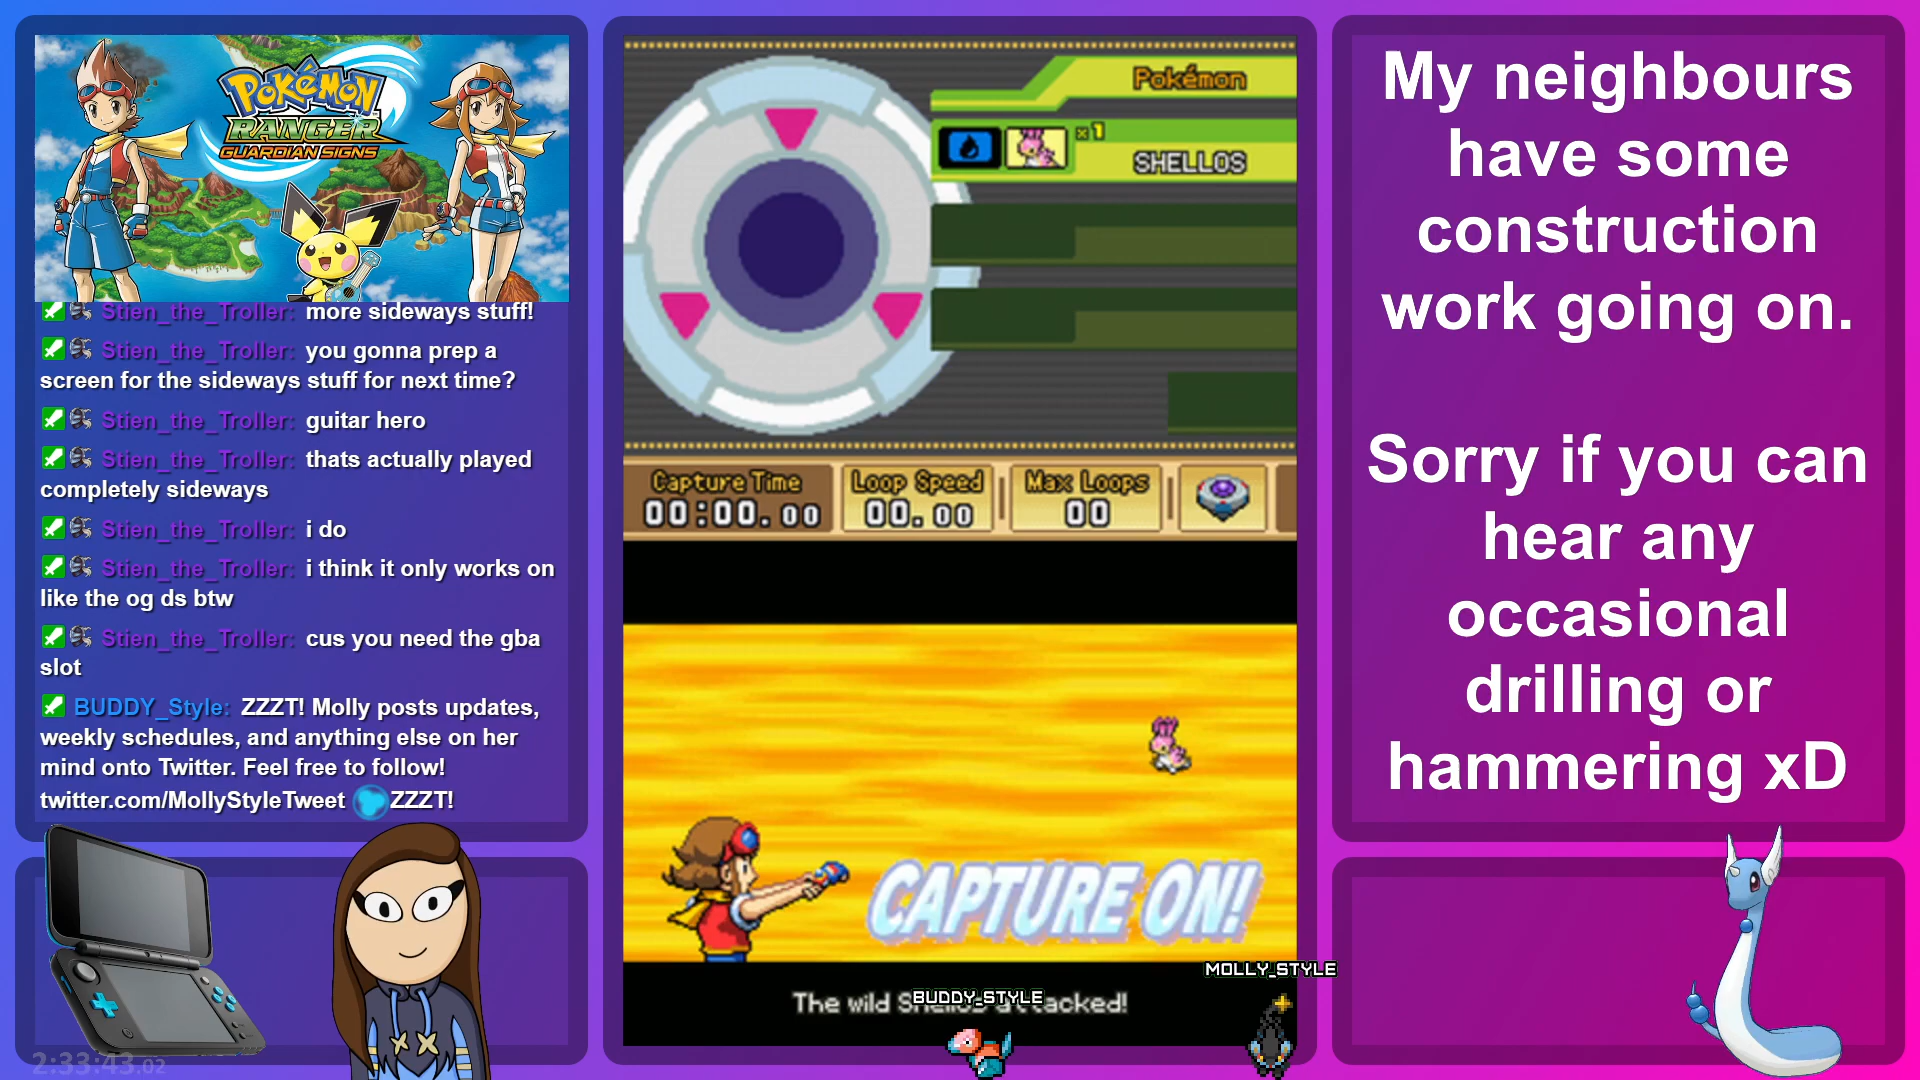 POKéMON
RANGER
GUARDIAN SIGNS
Stien_the_Troller: more sideways stuff!
Stien_the_Troller: you gonna prep a
screen for the sideways stuff for next time?
Stien_the_Troller: guitar hero
Stien_the_Troller: thats actually played
completely sideways
Stien_the_Troller: i do
Stien_the_Troller: i think it only works on
like the og ds btw
Stien_the_Troller: cus you need the gba
slot
BUDDY_Style: ZZZT! Molly posts updates,
weekly schedules, and anything else on her
mind onto Twitter. Feel free to follow!
twitter.com/MollyStyleTweet ZZZT!
2:33:43.02
Pokémon
x1
SHELLOS
Capture Time
00:00.00
Loop Speed
00.00
Max Loops
00
CAPTURE ON!
The wild Shellos attacked!
BUDDY_STYLE
MOLLY_STYLE
My neighbours
have some
construction
work going on.
Sorry if you can
hear any
occasional
drilling or
hammering xD